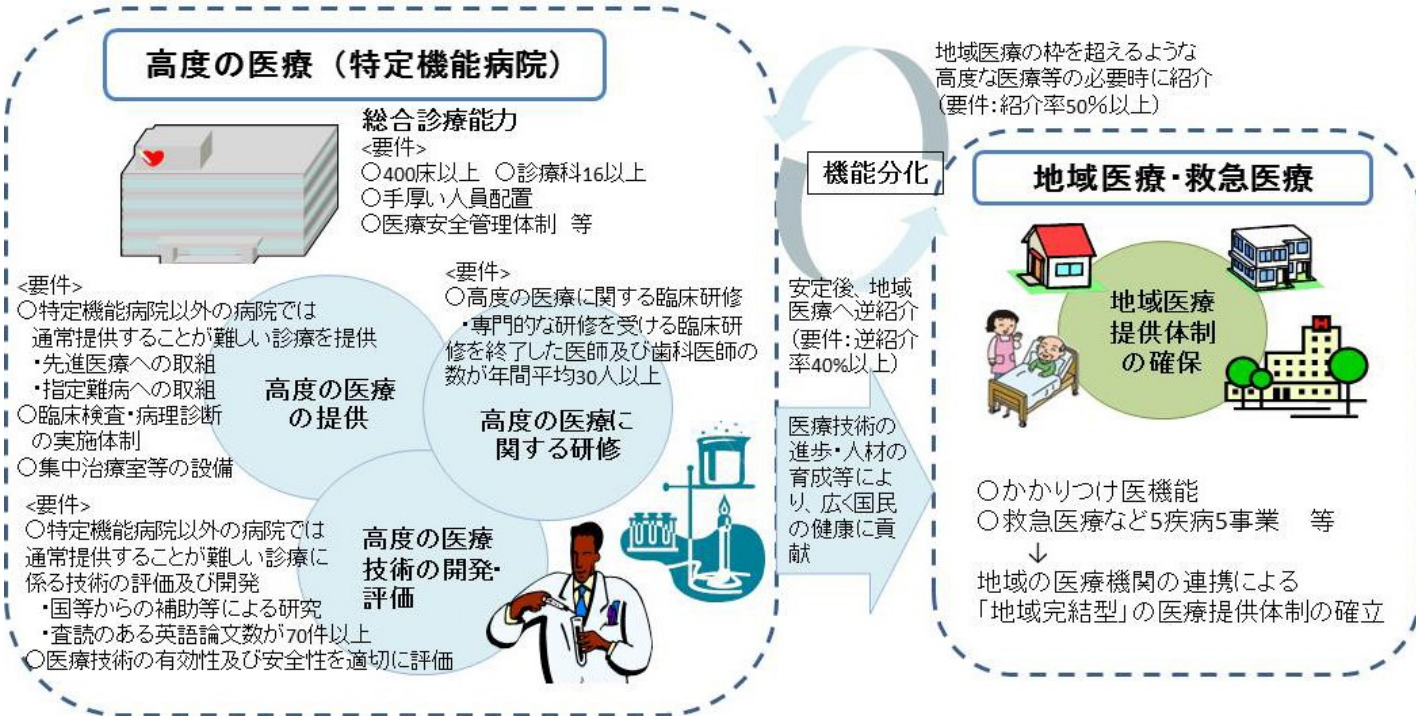 高度の医療（特定機能病院）
総合診療能力
<要件>
○400床以上 ○診療科16以上
○手厚い人員配置
○医療安全管理体制 等
<要件>
○特定機能病院以外の病院では
通常提供することが難しい診療を提供
・先進医療への取組
・指定難病への取組
○臨床検査・病理診断
の実施体制
○集中治療室等の設備
高度の医療
の提供
<要件>
○高度の医療に関する臨床研修
・専門的な研修を受ける臨床研
修を終了した医師及び歯科医師の
数が年間平均30人以上
高度の医療に
関する研修
<要件>
○特定機能病院以外の病院では
通常提供することが難しい診療に
係る技術の評価及び開発
・国等からの補助等による研究
・査読のある英語論文数が70件以上
○医療技術の有効性及び安全性を適切に評価
高度の医療
技術の開発・
評価
地域医療の枠を超えるような
高度な医療等の必要時に紹介
（要件：紹介率50％以上）
機能分化
安定後、地域
医療へ逆紹介
（要件：逆紹介
率40％以上）
医療技術の
進歩・人材の
育成等によ
り、広く国民
の健康に貢
献
地域医療・救急医療
地域医療
提供体制
の確保
H
○かかりつけ医機能
○救急医療など5疾病5事業 等
↓
地域の医療機関の連携による
「地域完結型」の医療提供体制の確立